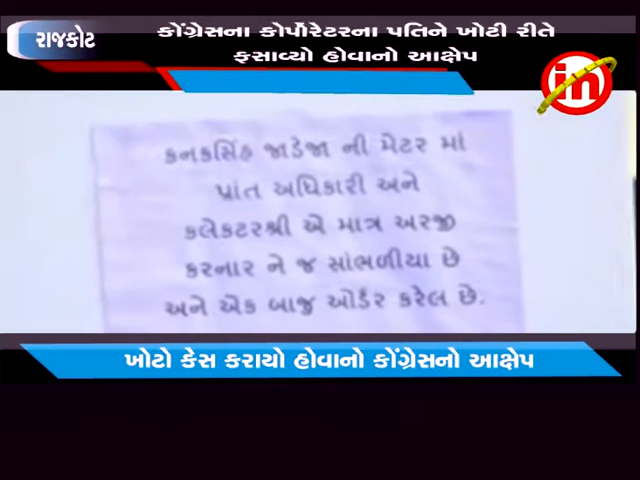 રાજકોટ
કોંગ્રેસના કોર્પોરેટરના પતિને ખોટી રીતે
ફસાવ્યો હોવાનો આક્ષેપ
in
કનકસિંહ જાડેજા ની મેટર માં
પ્રાંત અધિકારી અને
કલેકટરશ્રી એ માત્ર અરજી
કરનાર ને જ સાંભળીયા છે
અને એક બાજુ ઓર્ડર કરેલ છે.
ખોટો કેસ કરાયો હોવાનો કોંગ્રેસનો આક્ષેપ